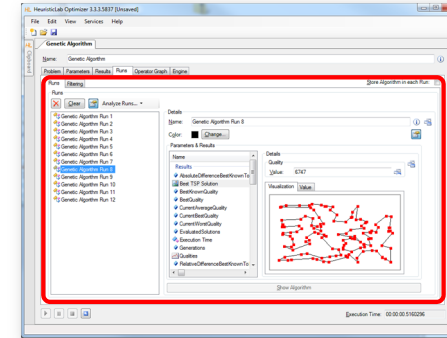 HeuristicLab Optimizer 3.3.3.5837 [Unsaved]
File Edit View Services Help
Genetic Algorithm
Clipboard
Name: Genetic Algorithm
Problem Parameters Results Runs Operator Graph Engine
Runs Filtering
Store Algorithm in each Run:
Runs
Clear Analyze Runs...
Genetic Algorithm Run 1
Genetic Algorithm Run 2
Genetic Algorithm Run 3
Genetic Algorithm Run 4
Genetic Algorithm Run 5
Genetic Algorithm Run 6
Genetic Algorithm Run 7
Genetic Algorithm Run 8
Genetic Algorithm Run 9
Genetic Algorithm Run 10
Genetic Algorithm Run 11
Genetic Algorithm Run 12
Details
Name: Genetic Algorithm Run 8
Color: Change...
Parameters & Results
Name
Results
AbsoluteDifferenceBestKnownTo
Best TSP Solution
BestKnownQuality
BestQuality
CurrentAverageQuality
CurrentBestQuality
CurrentWorstQuality
EvaluatedSolutions
Execution Time
Generations
Qualities
RelativeDifferenceBestKnownTo
Details
Quality
Value: 6747
Visualization Value
Show Algorithm
Execution Time: 00:00:00.5160296